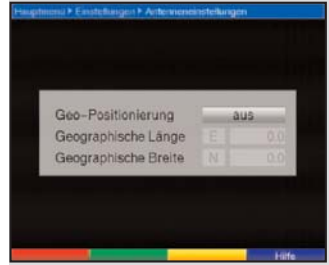 Hauptmenü ▸ Einstellungen ▸ Antenneneinstellungen
Geo-Positionierung aus
Geographische Länge E 0.0
Geographische Breite N 0.0
Hilfe